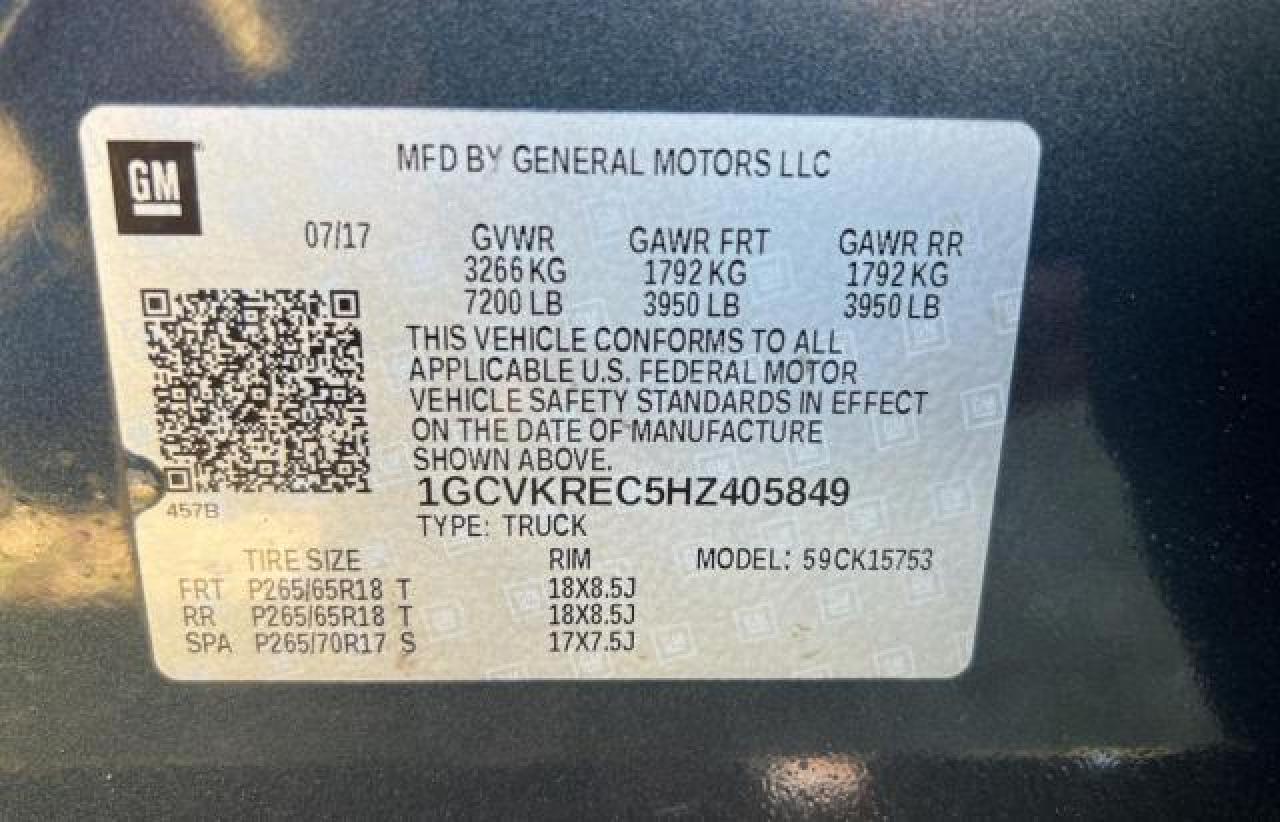 GM
MFD BY GENERAL MOTORS LLC
07/17 GVWR GAWR FRT GAWR RR
3266 KG 1792 KG 1792 KG
7200 LB 3950 LB 3950 LB
THIS VEHICLE CONFORMS TO ALL
APPLICABLE U.S. FEDERAL MOTOR
VEHICLE SAFETY STANDARDS IN EFFECT
ON THE DATE OF MANUFACTURE
SHOWN ABOVE.
1GCVKREC5HZ405849
457B
TYPE: TRUCK
TIRE SIZE RIM MODEL: 59CK15753
FRT P265/65R18 T 18X8.5J
RR P265/65R18 T 18X8.5J
SPA P265/70R17 S 17X7.5J